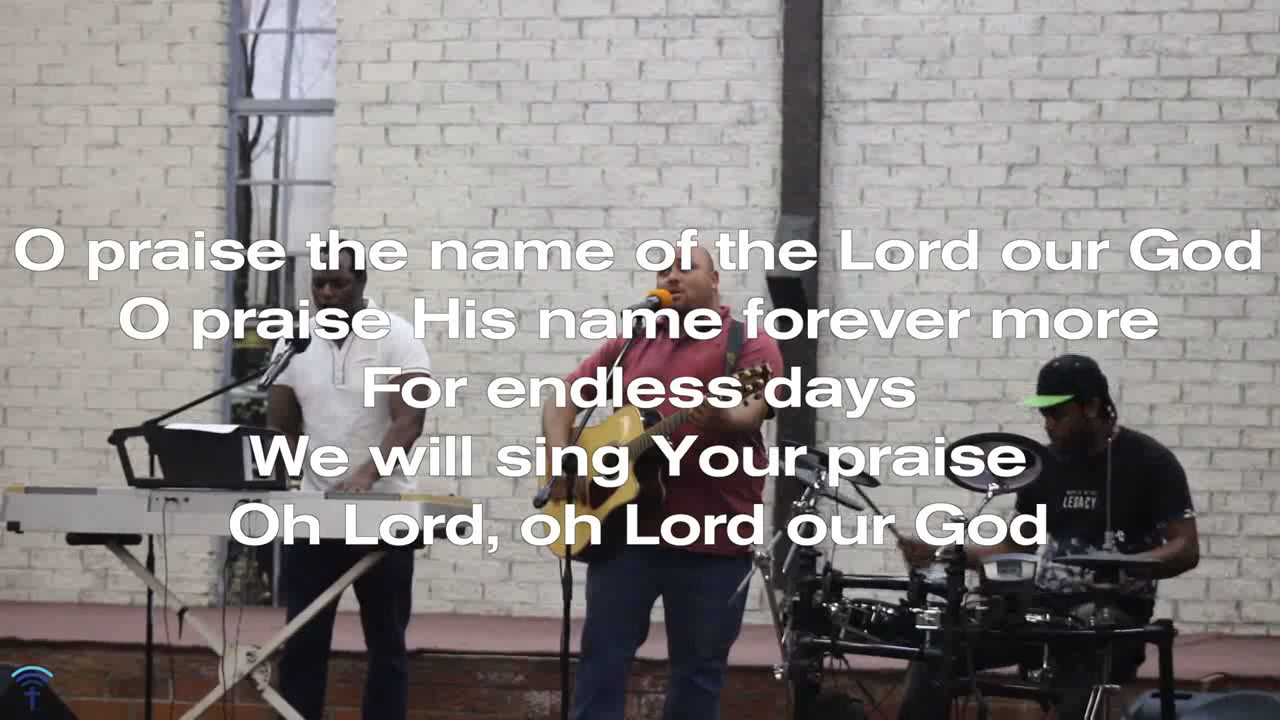 O praise the name of the Lord our God
O praise His name forever more
For endless days
We will sing Your praise
Oh Lord, oh Lord our God
LEGACY